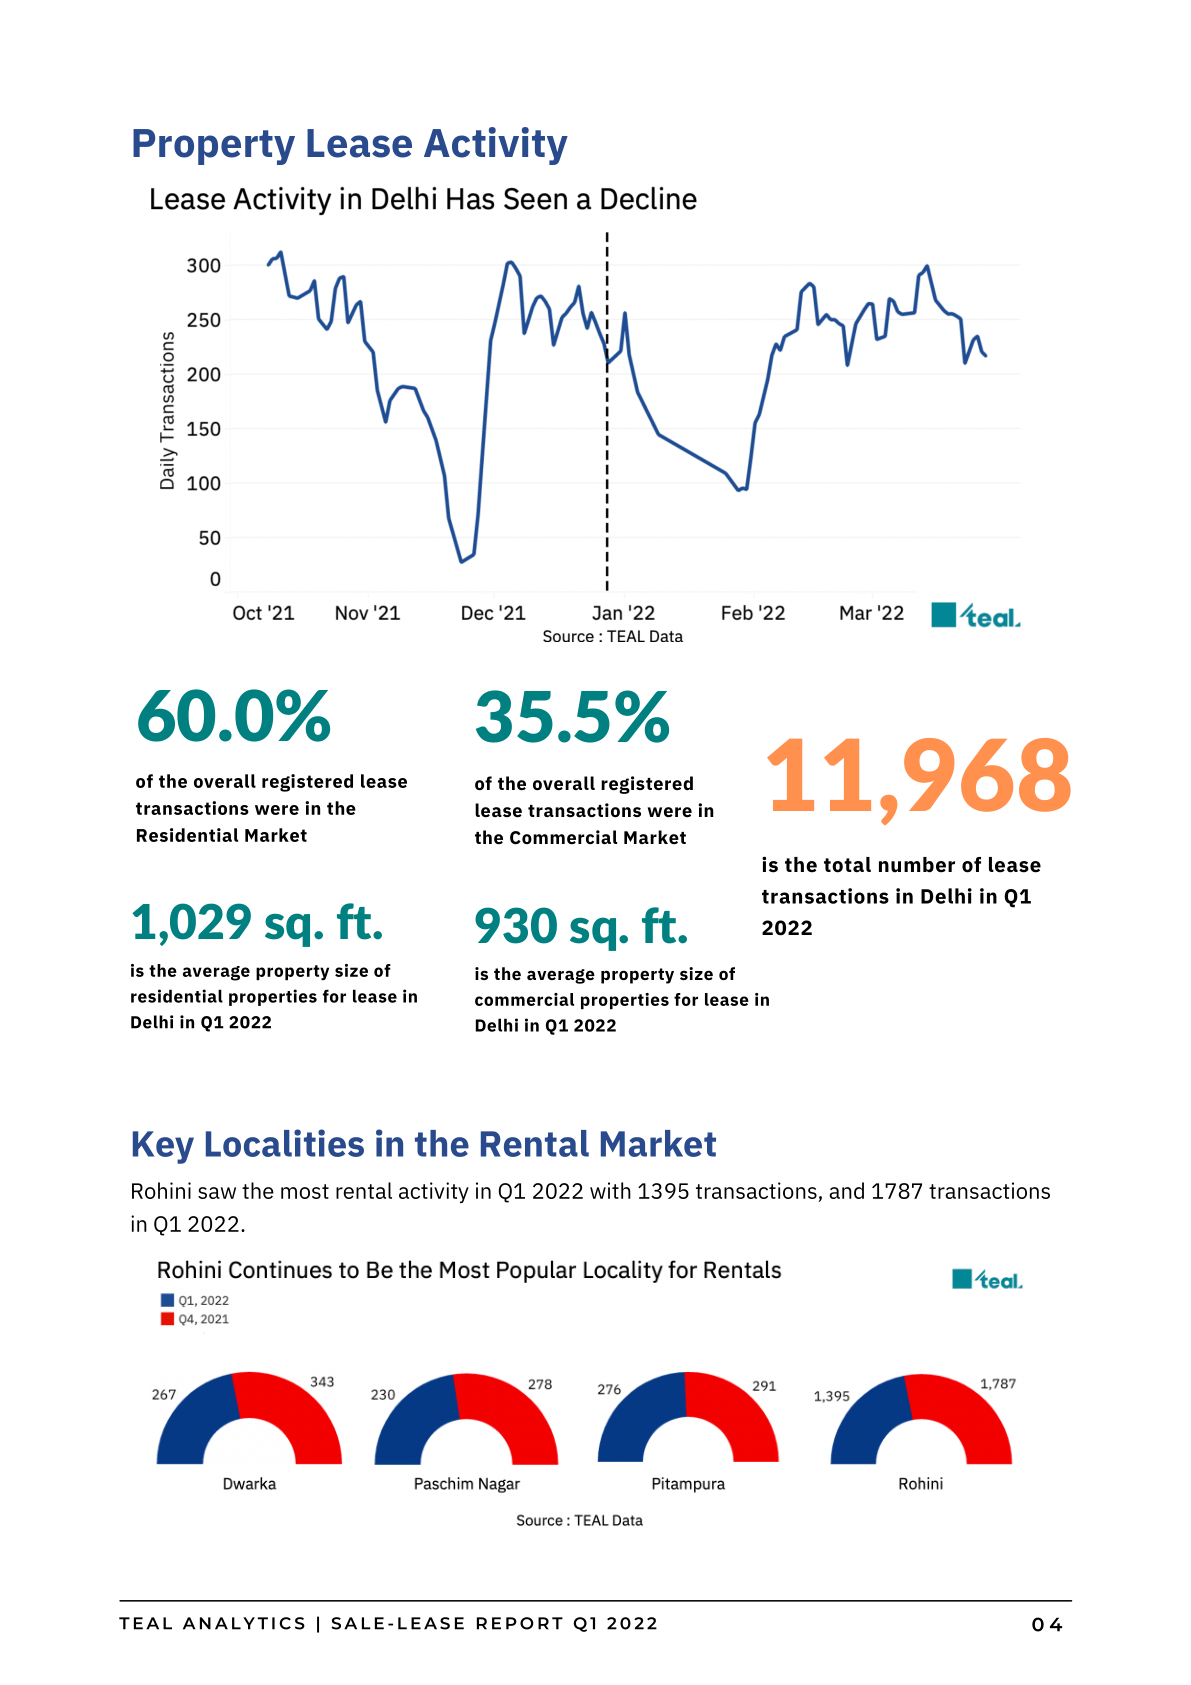 Property Lease Activity
Lease Activity in Delhi Has Seen a Decline
300
250
200
150
100
50
0
Daily Transactions
Oct '21 Nov '21 Dec '21 Jan '22 Feb '22 Mar '22
teal.
Source : TEAL Data
60.0%
of the overall registered lease
transactions were in the
Residential Market
35.5%
of the overall registered
lease transactions were in
the Commercial Market
11,968
is the total number of lease
transactions in Delhi in Q1
2022
1,029 sq. ft.
is the average property size of
residential properties for lease in
Delhi in Q1 2022
930 sq. ft.
is the average property size of
commercial properties for lease in
Delhi in Q1 2022
Key Localities in the Rental Market
Rohini saw the most rental activity in Q1 2022 with 1395 transactions, and 1787 transactions
in Q1 2022.
Rohini Continues to Be the Most Popular Locality for Rentals
teal.
Q1, 2022
Q4, 2021
267 343
Dwarka
230 278
Paschim Nagar
276 291
Pitampura
1,395 1,787
Rohini
Source : TEAL Data
TEAL ANALYTICS | SALE-LEASE REPORT Q1 2022 04